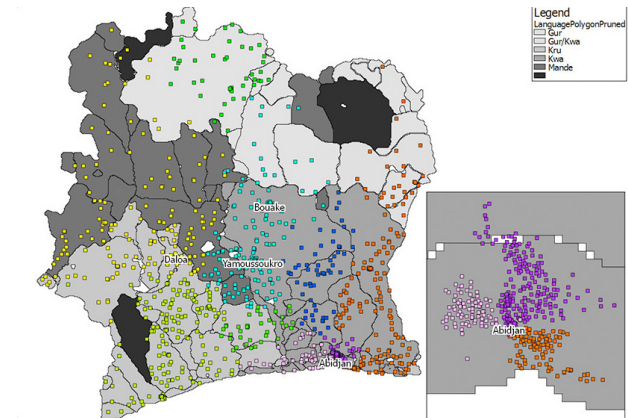 Legend
LanguagePolygonPruned
Gur
Gur/Kwa
Kru
Kwa
Mande
Bouake
Daloa
Yamoussoukro
Abidjan
Abidjan